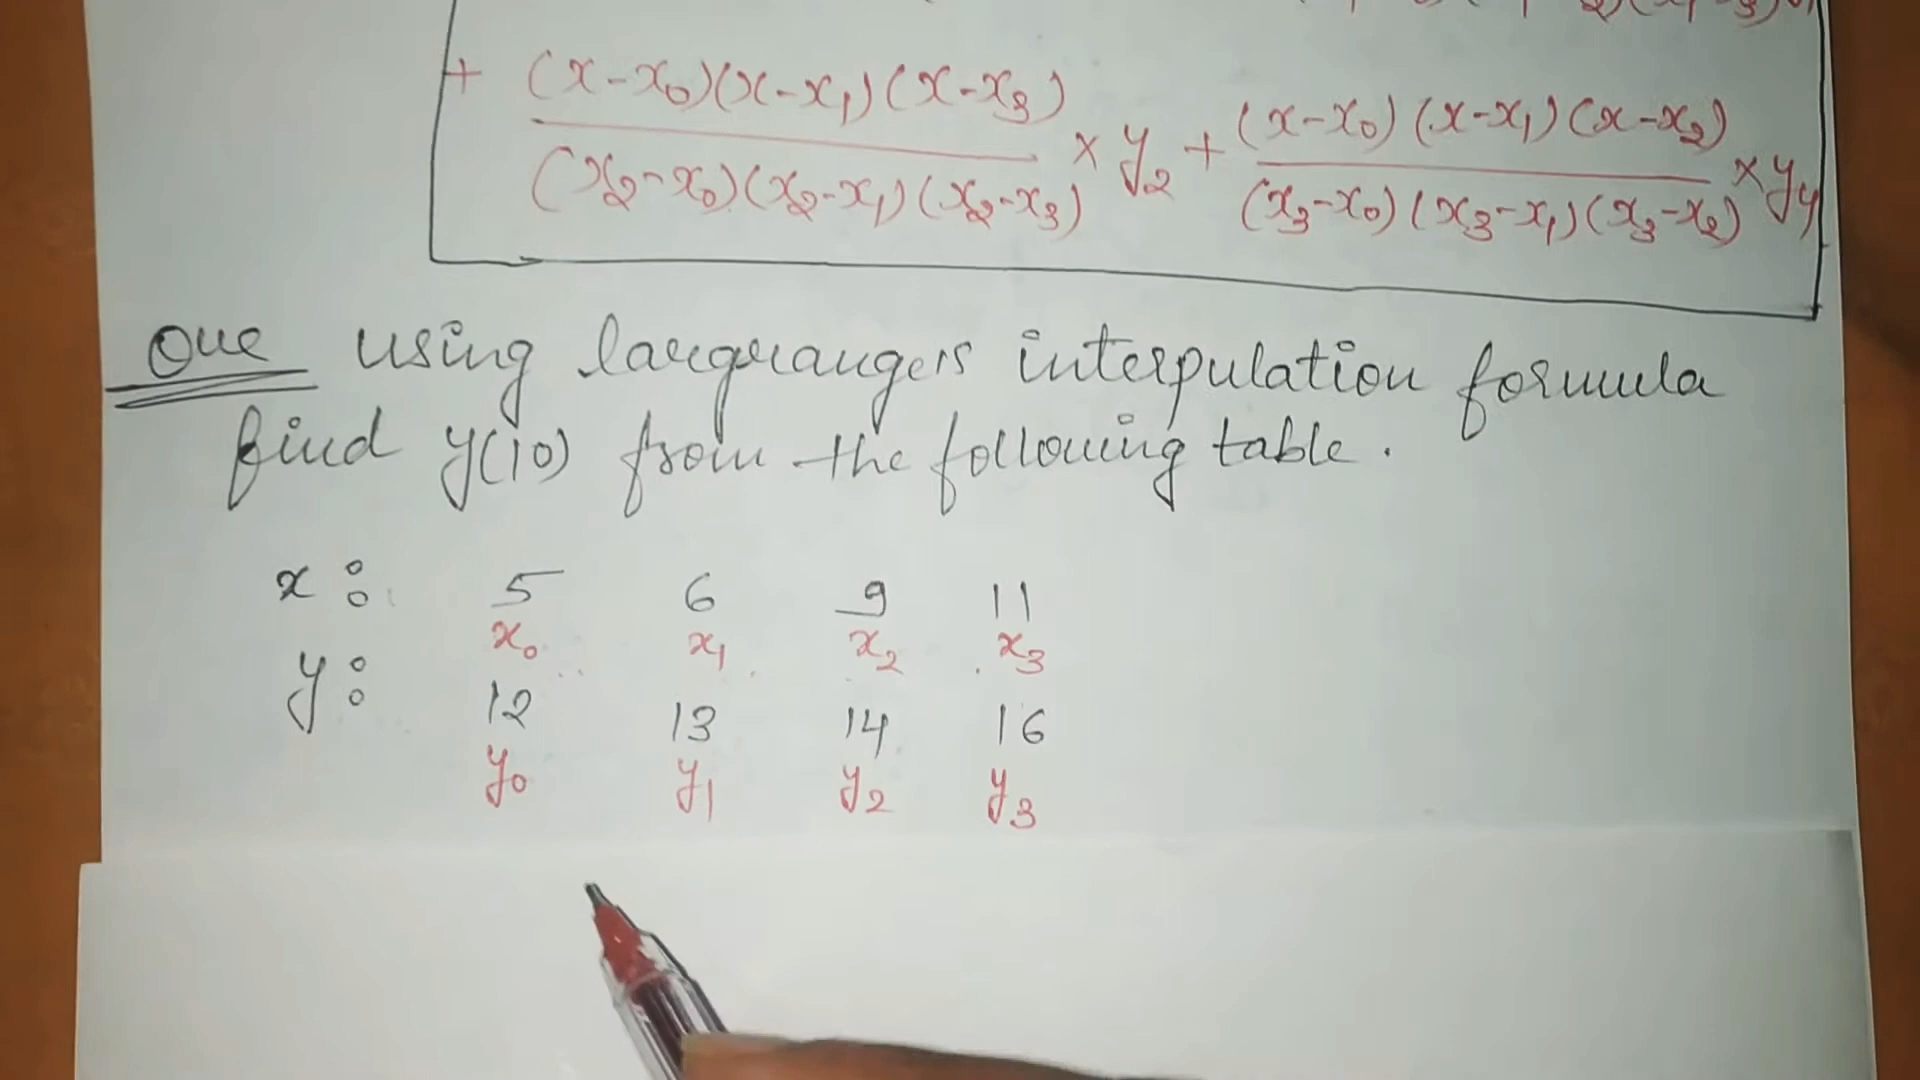 + (x-x0)(x-x1)(x-x3) / (x2-x0)(x2-x1)(x2-x3) × y2 + (x-x0)(x-x1)(x-x2) / (x3-x0)(x3-x1)(x3-x2) × y4
Que using largrangers interpulation formula
find y(10) from the following table.
x: 5 6 9 11
x0 x1 x2 x3
y: 12 13 14 16
y0 y1 y2 y3